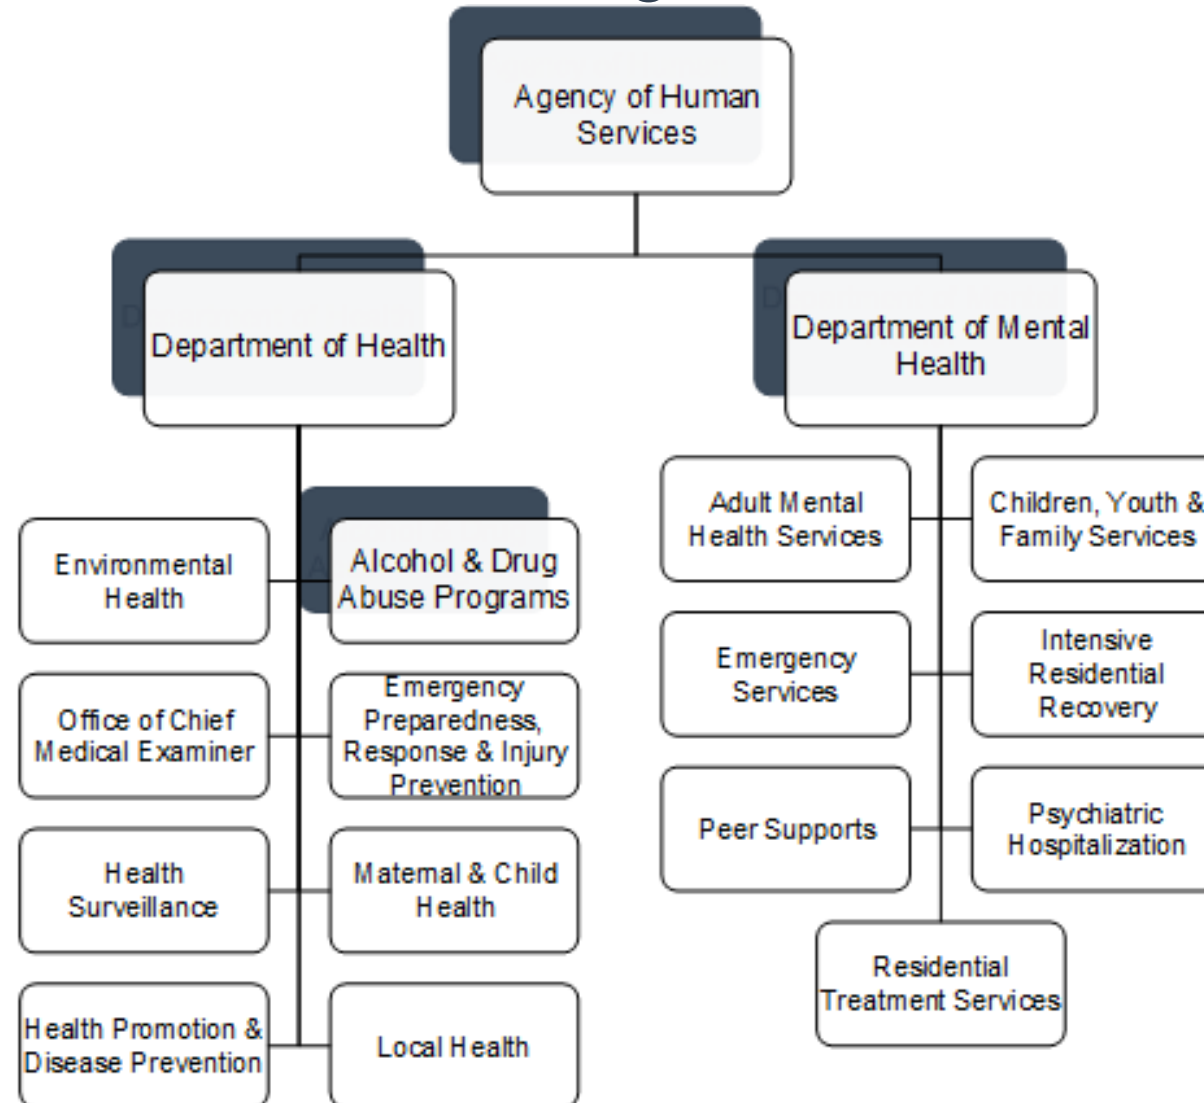 Agency of Human
Services
Department of Health
Department of Mental
Health
Environmental
Health
Alcohol & Drug
Abuse Programs
Office of Chief
Medical Examiner
Emergency
Preparedness,
Response & Injury
Prevention
Health
Surveillance
Maternal & Child
Health
Health Promotion &
Disease Prevention
Local Health
Adult Mental
Health Services
Children, Youth &
Family Services
Emergency
Services
Intensive
Residential
Recovery
Peer Supports
Psychiatric
Hospitalization
Residential
Treatment Services